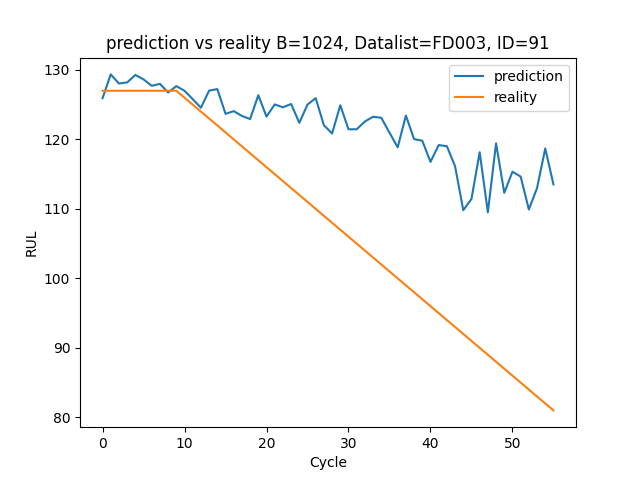 prediction vs reality B=1024, Datalist=FD003, ID=91
prediction
reality
RUL
130
120
110
100
90
80
0 10 20 30 40 50
Cycle